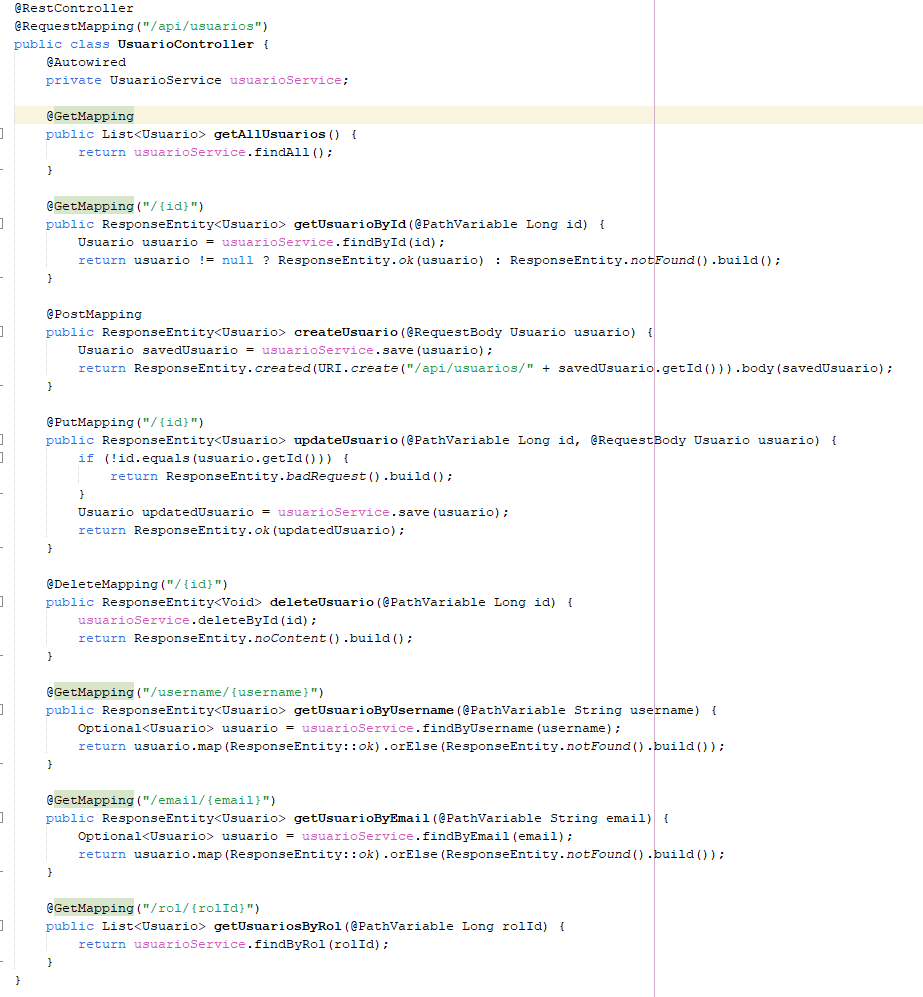 @RestController
@RequestMapping("/api/usuarios")
public class UsuarioController {
    @Autowired
    private UsuarioService usuarioService;

    @GetMapping
    public List<Usuario> getAllUsuarios() {
        return usuarioService.findAll();
    }

    @GetMapping("/{id}")
    public ResponseEntity<Usuario> getUsuarioById(@PathVariable Long id) {
        Usuario usuario = usuarioService.findById(id);
        return usuario != null ? ResponseEntity.ok(usuario) : ResponseEntity.notFound().build();
    }

    @PostMapping
    public ResponseEntity<Usuario> createUsuario(@RequestBody Usuario usuario) {
        Usuario savedUsuario = usuarioService.save(usuario);
        return ResponseEntity.created(URI.create("/api/usuarios/" + savedUsuario.getId())).body(savedUsuario);
    }

    @PutMapping("/{id}")
    public ResponseEntity<Usuario> updateUsuario(@PathVariable Long id, @RequestBody Usuario usuario) {
        if (!id.equals(usuario.getId())) {
            return ResponseEntity.badRequest().build();
        }
        Usuario updatedUsuario = usuarioService.save(usuario);
        return ResponseEntity.ok(updatedUsuario);
    }

    @DeleteMapping("/{id}")
    public ResponseEntity<Void> deleteUsuario(@PathVariable Long id) {
        usuarioService.deleteById(id);
        return ResponseEntity.noContent().build();
    }

    @GetMapping("/username/{username}")
    public ResponseEntity<Usuario> getUsuarioByUsername(@PathVariable String username) {
        Optional<Usuario> usuario = usuarioService.findByUsername(username);
        return usuario.map(ResponseEntity::ok).orElse(ResponseEntity.notFound().build());
    }

    @GetMapping("/email/{email}")
    public ResponseEntity<Usuario> getUsuarioByEmail(@PathVariable String email) {
        Optional<Usuario> usuario = usuarioService.findByEmail(email);
        return usuario.map(ResponseEntity::ok).orElse(ResponseEntity.notFound().build());
    }

    @GetMapping("/rol/{rolId}")
    public List<Usuario> getUsuariosByRol(@PathVariable Long rolId) {
        return usuarioService.findByRol(rolId);
    }
}